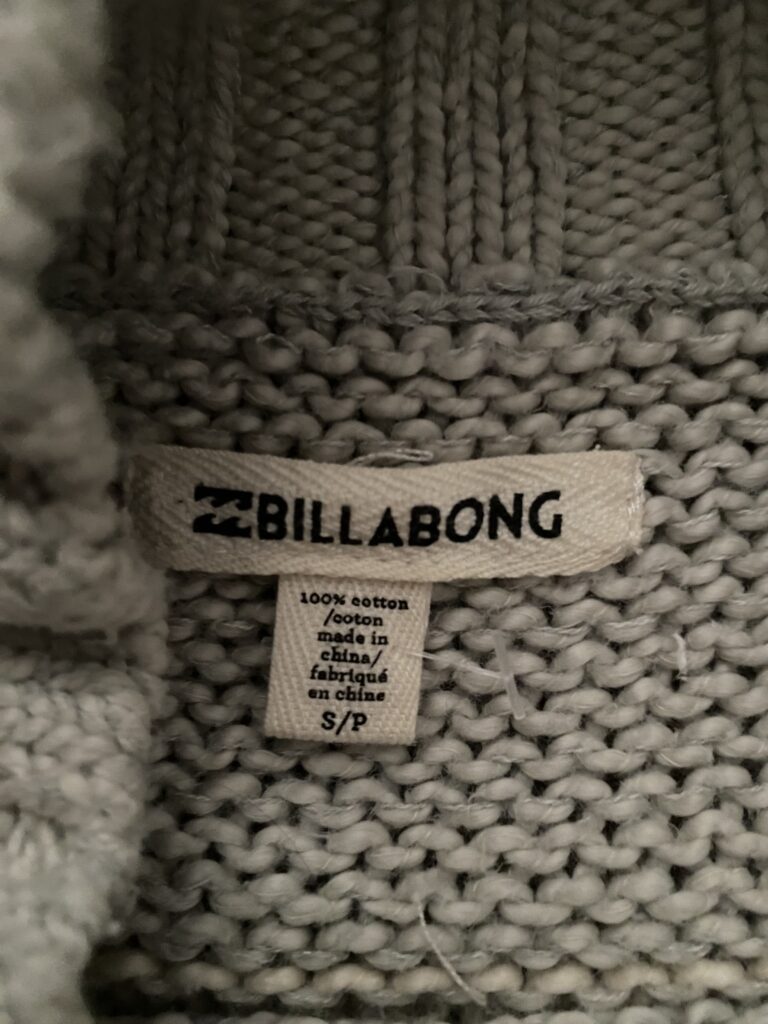 BILLABONG
100% cotton
/coton
made in
china/
fabriqué
en chine
S/P